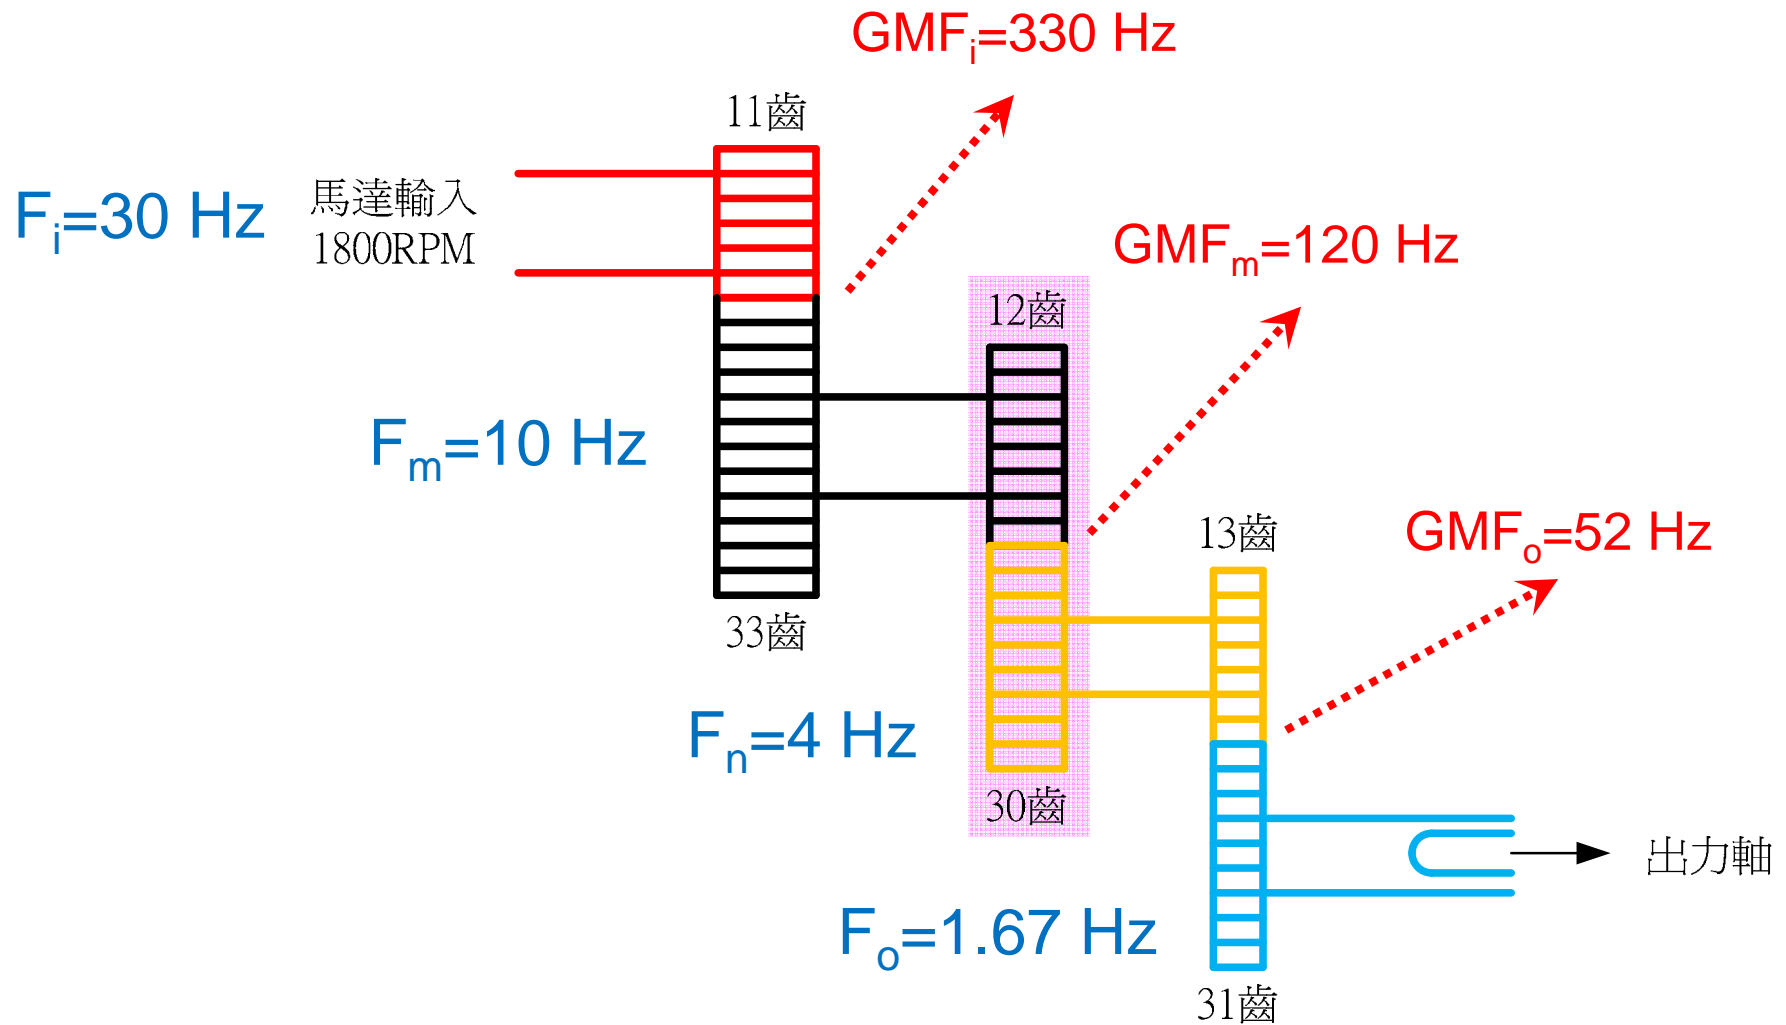 GMFi=330 Hz
11齒
Fi=30 Hz
馬達輸入
1800RPM
GMFm=120 Hz
12齒
Fm=10 Hz
13齒
GMFo=52 Hz
33齒
Fn=4 Hz
30齒
出力軸
Fo=1.67 Hz
31齒